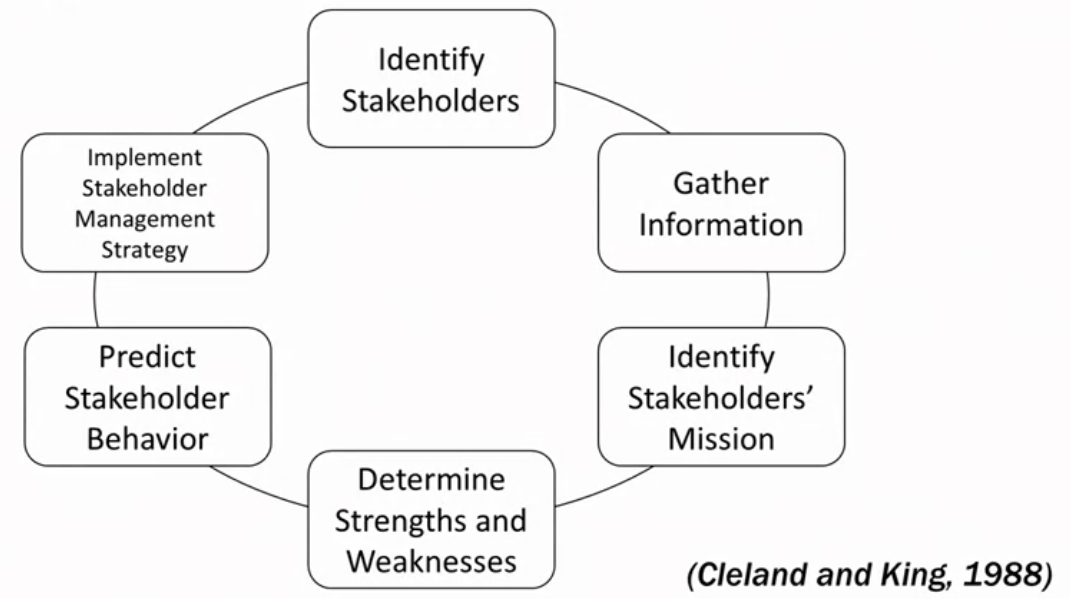 Identify
Stakeholders
Gather
Information
Identify
Stakeholders’
Mission
Determine
Strengths and
Weaknesses
Predict
Stakeholder
Behavior
Implement
Stakeholder
Management
Strategy
(Cleland and King, 1988)